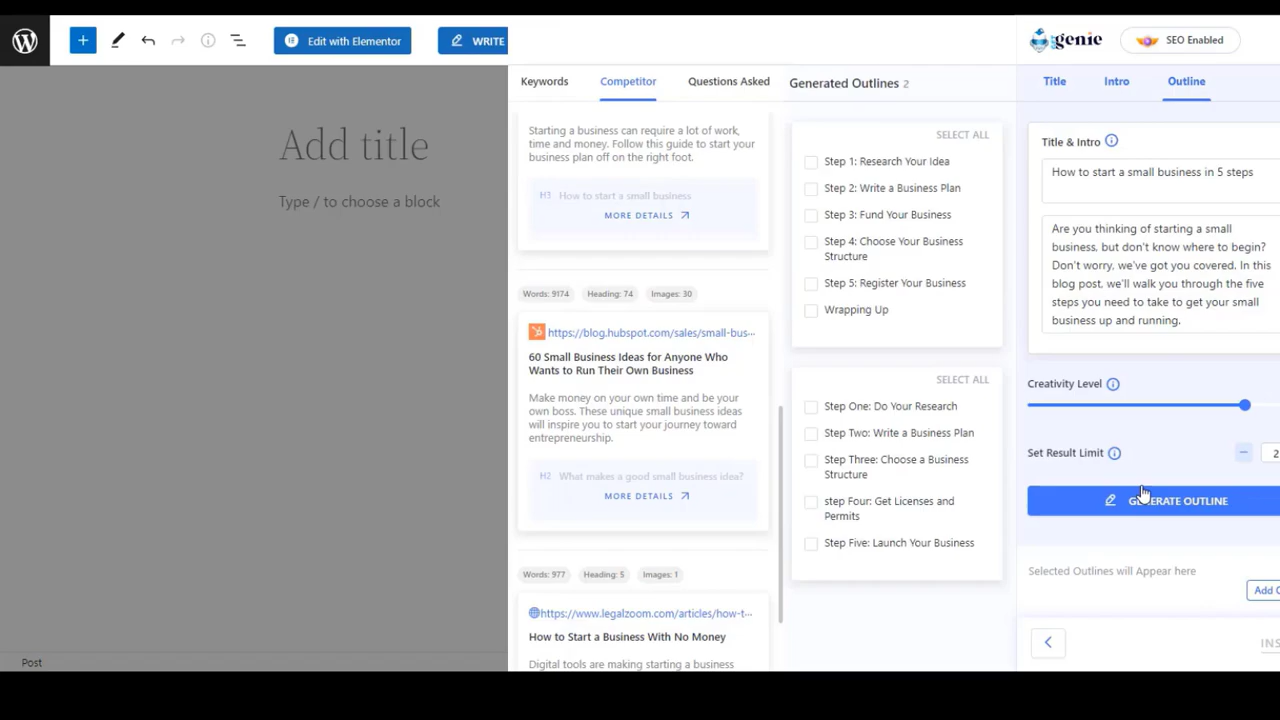 Edit with Elementor
WRITE
genie
SEO Enabled
Keywords
Competitor
Questions Asked
Generated Outlines 2
Title
Intro
Outline
Add title
Type / to choose a block
Starting a business can require a lot of work,
time and money. Follow this guide to start your
business plan off on the right foot.
H3 How to start a small business
MORE DETAILS
Words: 9174
Heading: 74
Images: 30
https://blog.hubspot.com/sales/small-bus...
60 Small Business Ideas for Anyone Who
Wants to Run Their Own Business
Make money on your own time and be your
own boss. These unique small business ideas
will inspire you to start your journey toward
entrepreneurship.
H2 What makes a good small business idea?
MORE DETAILS
Words: 977
Heading: 5
Images: 1
https://www.legalzoom.com/articles/how-t...
How to Start a Business With No Money
Digital tools are making starting a business
SELECT ALL
Step 1: Research Your Idea
Step 2: Write a Business Plan
Step 3: Fund Your Business
Step 4: Choose Your Business
Structure
Step 5: Register Your Business
Wrapping Up
SELECT ALL
Step One: Do Your Research
Step Two: Write a Business Plan
Step Three: Choose a Business
Structure
step Four: Get Licenses and
Permits
Step Five: Launch Your Business
Title & Intro
How to start a small business in 5 steps
Are you thinking of starting a small
business, but don't know where to begin?
Don't worry, we've got you covered. In this
blog post, we'll walk you through the five
steps you need to take to get your small
business up and running.
Creativity Level
Set Result Limit
2
GENERATE OUTLINE
Selected Outlines will Appear here
Add
INS
Post